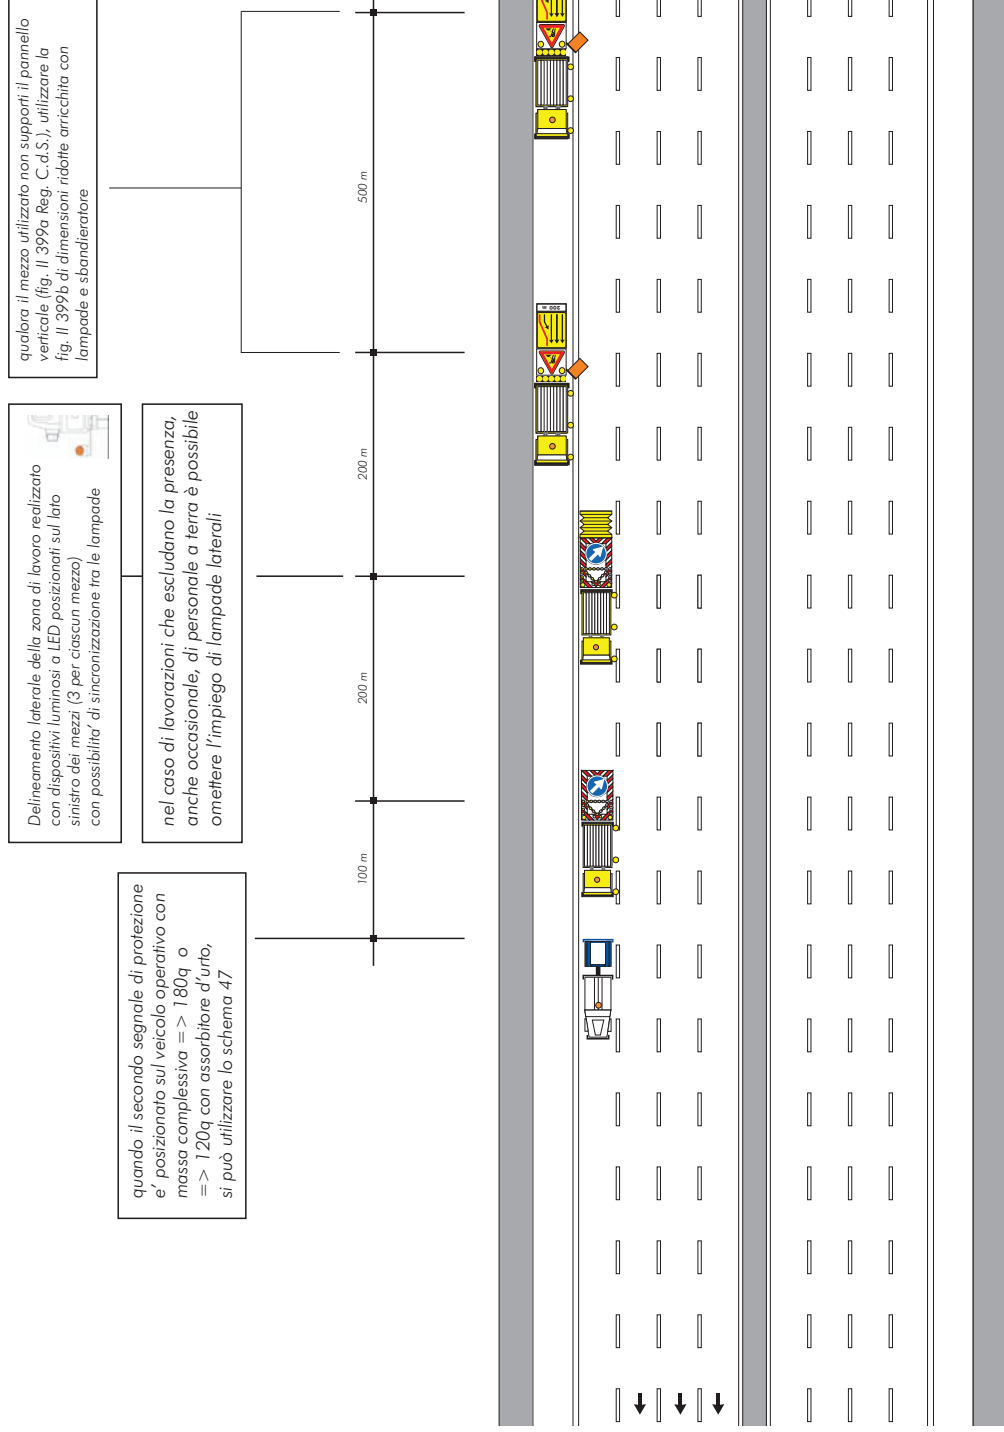 qualora il mezzo utilizzato non supporti il pannello
verticale (fig. II 399a Reg. C.d.S.), utilizzare la
fig. II 399b di dimensioni ridotte arricchita con
lampade e sbandieratore
Delineamento laterale della zona di lavoro realizzato
con dispositivi luminosi a LED posizionati sul lato
sinistro dei mezzi (3 per ciascun mezzo)
con possibilita' di sincronizzazione tra le lampade
nel caso di lavorazioni che escludano la presenza,
anche occasionale, di personale a terra è possibile
omettere l'impiego di lampade laterali
quando il secondo segnale di protezione
e' posizionato sul veicolo operativo con
massa complessiva => 180q o
=> 120q con assorbitore d'urto,
si può utilizzare lo schema 47
500 m
200 m
200 m
100 m
300 m